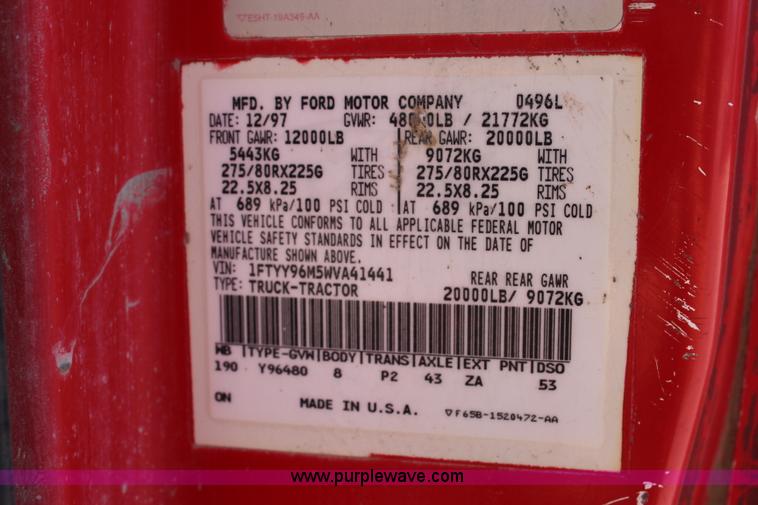 ▽E5HT-19A349-AA
MFD. BY FORD MOTOR COMPANY 0496L
DATE: 12/97 GVWR: LB / 21772KG
FRONT GAWR: 12000LB REAR GAWR: 20000LB
5443KG WITH 9072KG WITH
275/80RX225G TIRES 275/80RX225G TIRES
22.5X8.25 RIMS 22.5X8.25 RIMS
AT 689 kPa/100 PSI COLD AT 689 kPa/100 PSI COLD
THIS VEHICLE CONFORMS TO ALL APPLICABLE FEDERAL MOTOR
VEHICLE SAFETY STANDARDS IN EFFECT ON THE DATE OF
MANUFACTURE SHOWN ABOVE.
VIN: 1FTYY96M5WVA41441 REAR REAR GAWR
TYPE: TRUCK-TRACTOR 20000LB/ 9072KG
WB |TYPE-GVW|BODY|TRANS|AXLE|EXT PNT|DSO
190 Y96480 8 P2 43 ZA 53
ON MADE IN U.S.A. ▽F65B-1520472-AA
www.purplewave.com